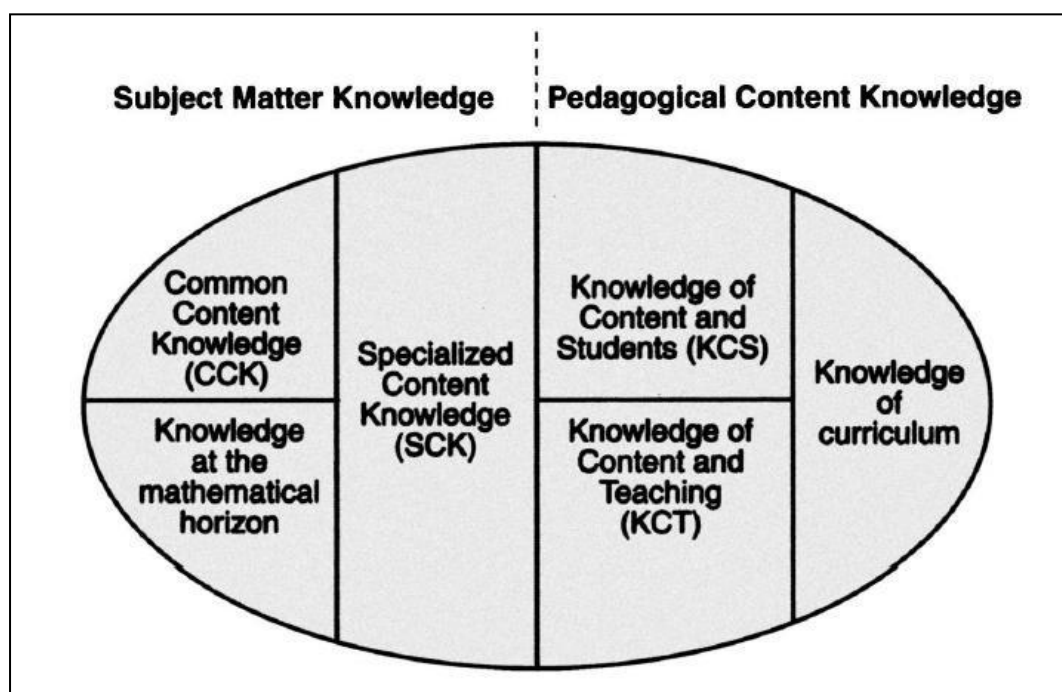 Subject Matter Knowledge
Pedagogical Content Knowledge
Common
Content
Knowledge
(CCK)
Knowledge
at the
mathematical
horizon
Specialized
Content
Knowledge
(SCK)
Knowledge of
Content and
Students (KCS)
Knowledge of
Content and
Teaching
(KCT)
Knowledge
of
curriculum